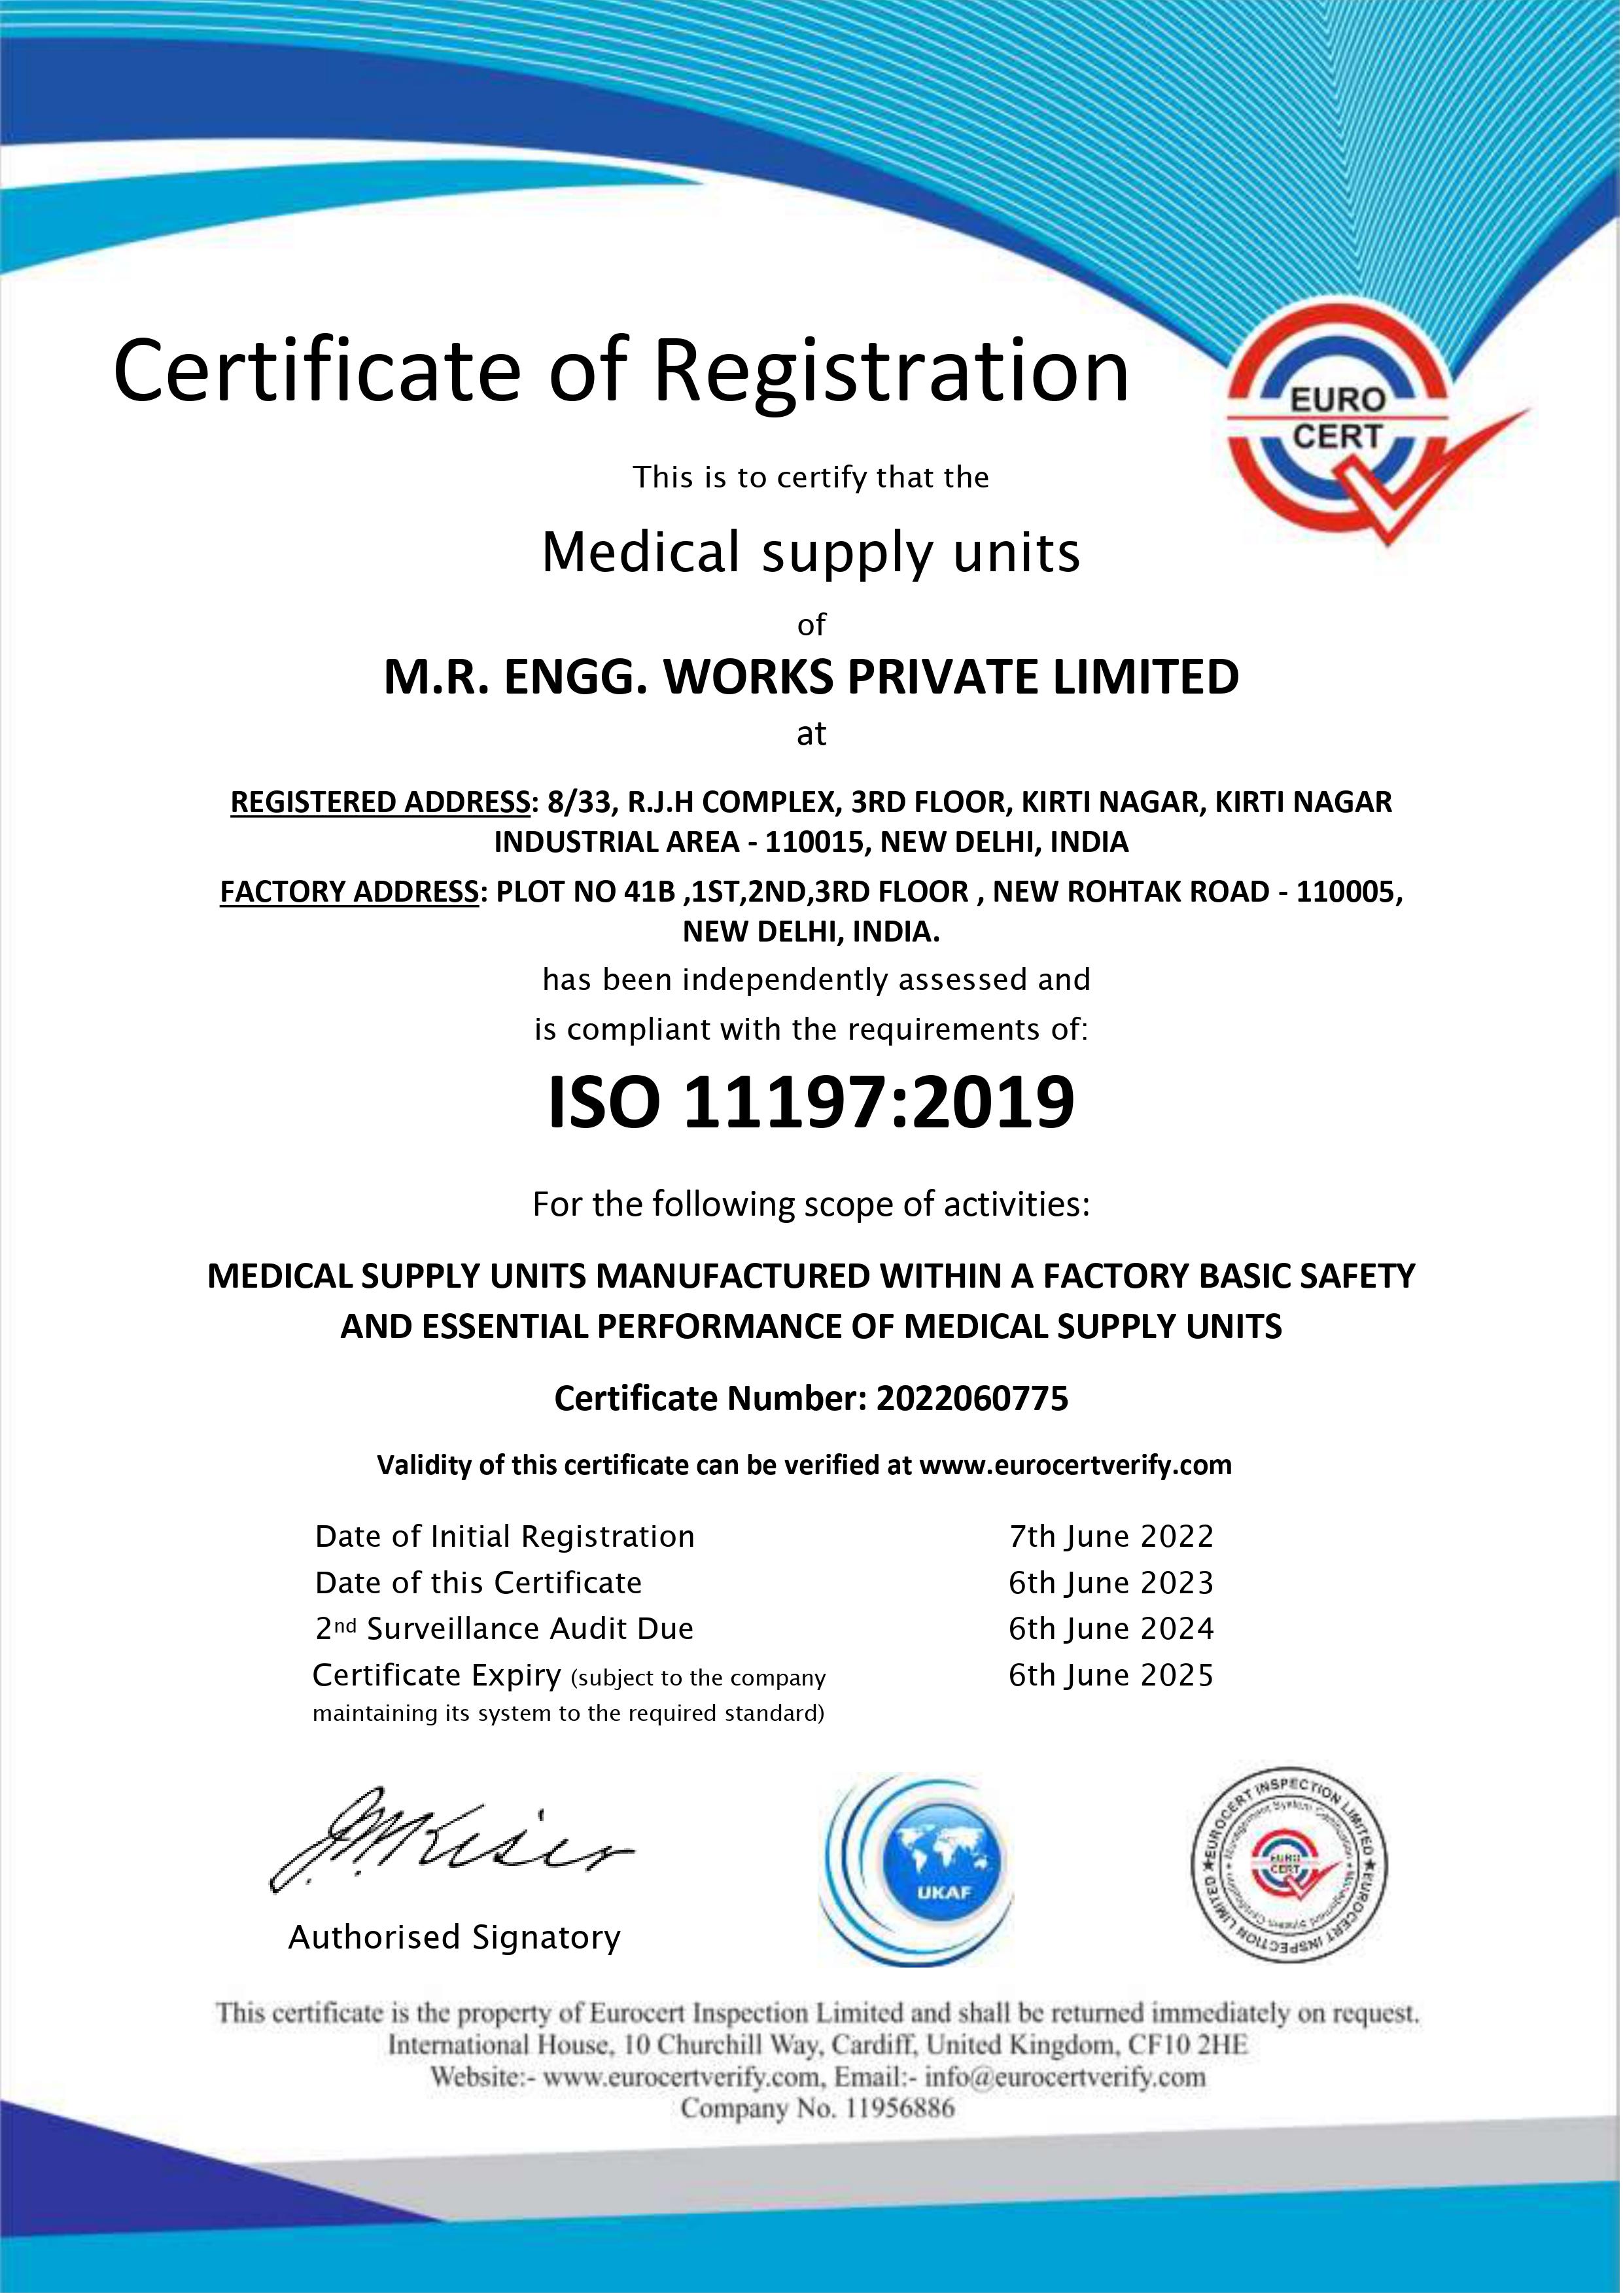 Certificate of Registration
EURO
CERT
This is to certify that the
Medical supply units
of
M.R. ENGG. WORKS PRIVATE LIMITED
at
REGISTERED ADDRESS: 8/33, R.J.H COMPLEX, 3RD FLOOR, KIRTI NAGAR, KIRTI NAGAR
INDUSTRIAL AREA - 110015, NEW DELHI, INDIA
FACTORY ADDRESS: PLOT NO 41B ,1ST,2ND,3RD FLOOR , NEW ROHTAK ROAD - 110005,
NEW DELHI, INDIA.
has been independently assessed and
is compliant with the requirements of:
ISO 11197:2019
For the following scope of activities:
MEDICAL SUPPLY UNITS MANUFACTURED WITHIN A FACTORY BASIC SAFETY
AND ESSENTIAL PERFORMANCE OF MEDICAL SUPPLY UNITS
Certificate Number: 2022060775
Validity of this certificate can be verified at www.eurocertverify.com
Date of Initial Registration 7th June 2022
Date of this Certificate 6th June 2023
2nd Surveillance Audit Due 6th June 2024
Certificate Expiry (subject to the company 6th June 2025
maintaining its system to the required standard)
Authorised Signatory
UKAF
EUROCERT INSPECTION LIMITED ★ EUROCERT INSPECTION LIMITED ★
Management System Certification • Management System Certification •
EURO
CERT
This certificate is the property of Eurocert Inspection Limited and shall be returned immediately on request.
International House, 10 Churchill Way, Cardiff, United Kingdom, CF10 2HE
Website:- www.eurocertverify.com, Email:- info@eurocertverify.com
Company No. 11956886